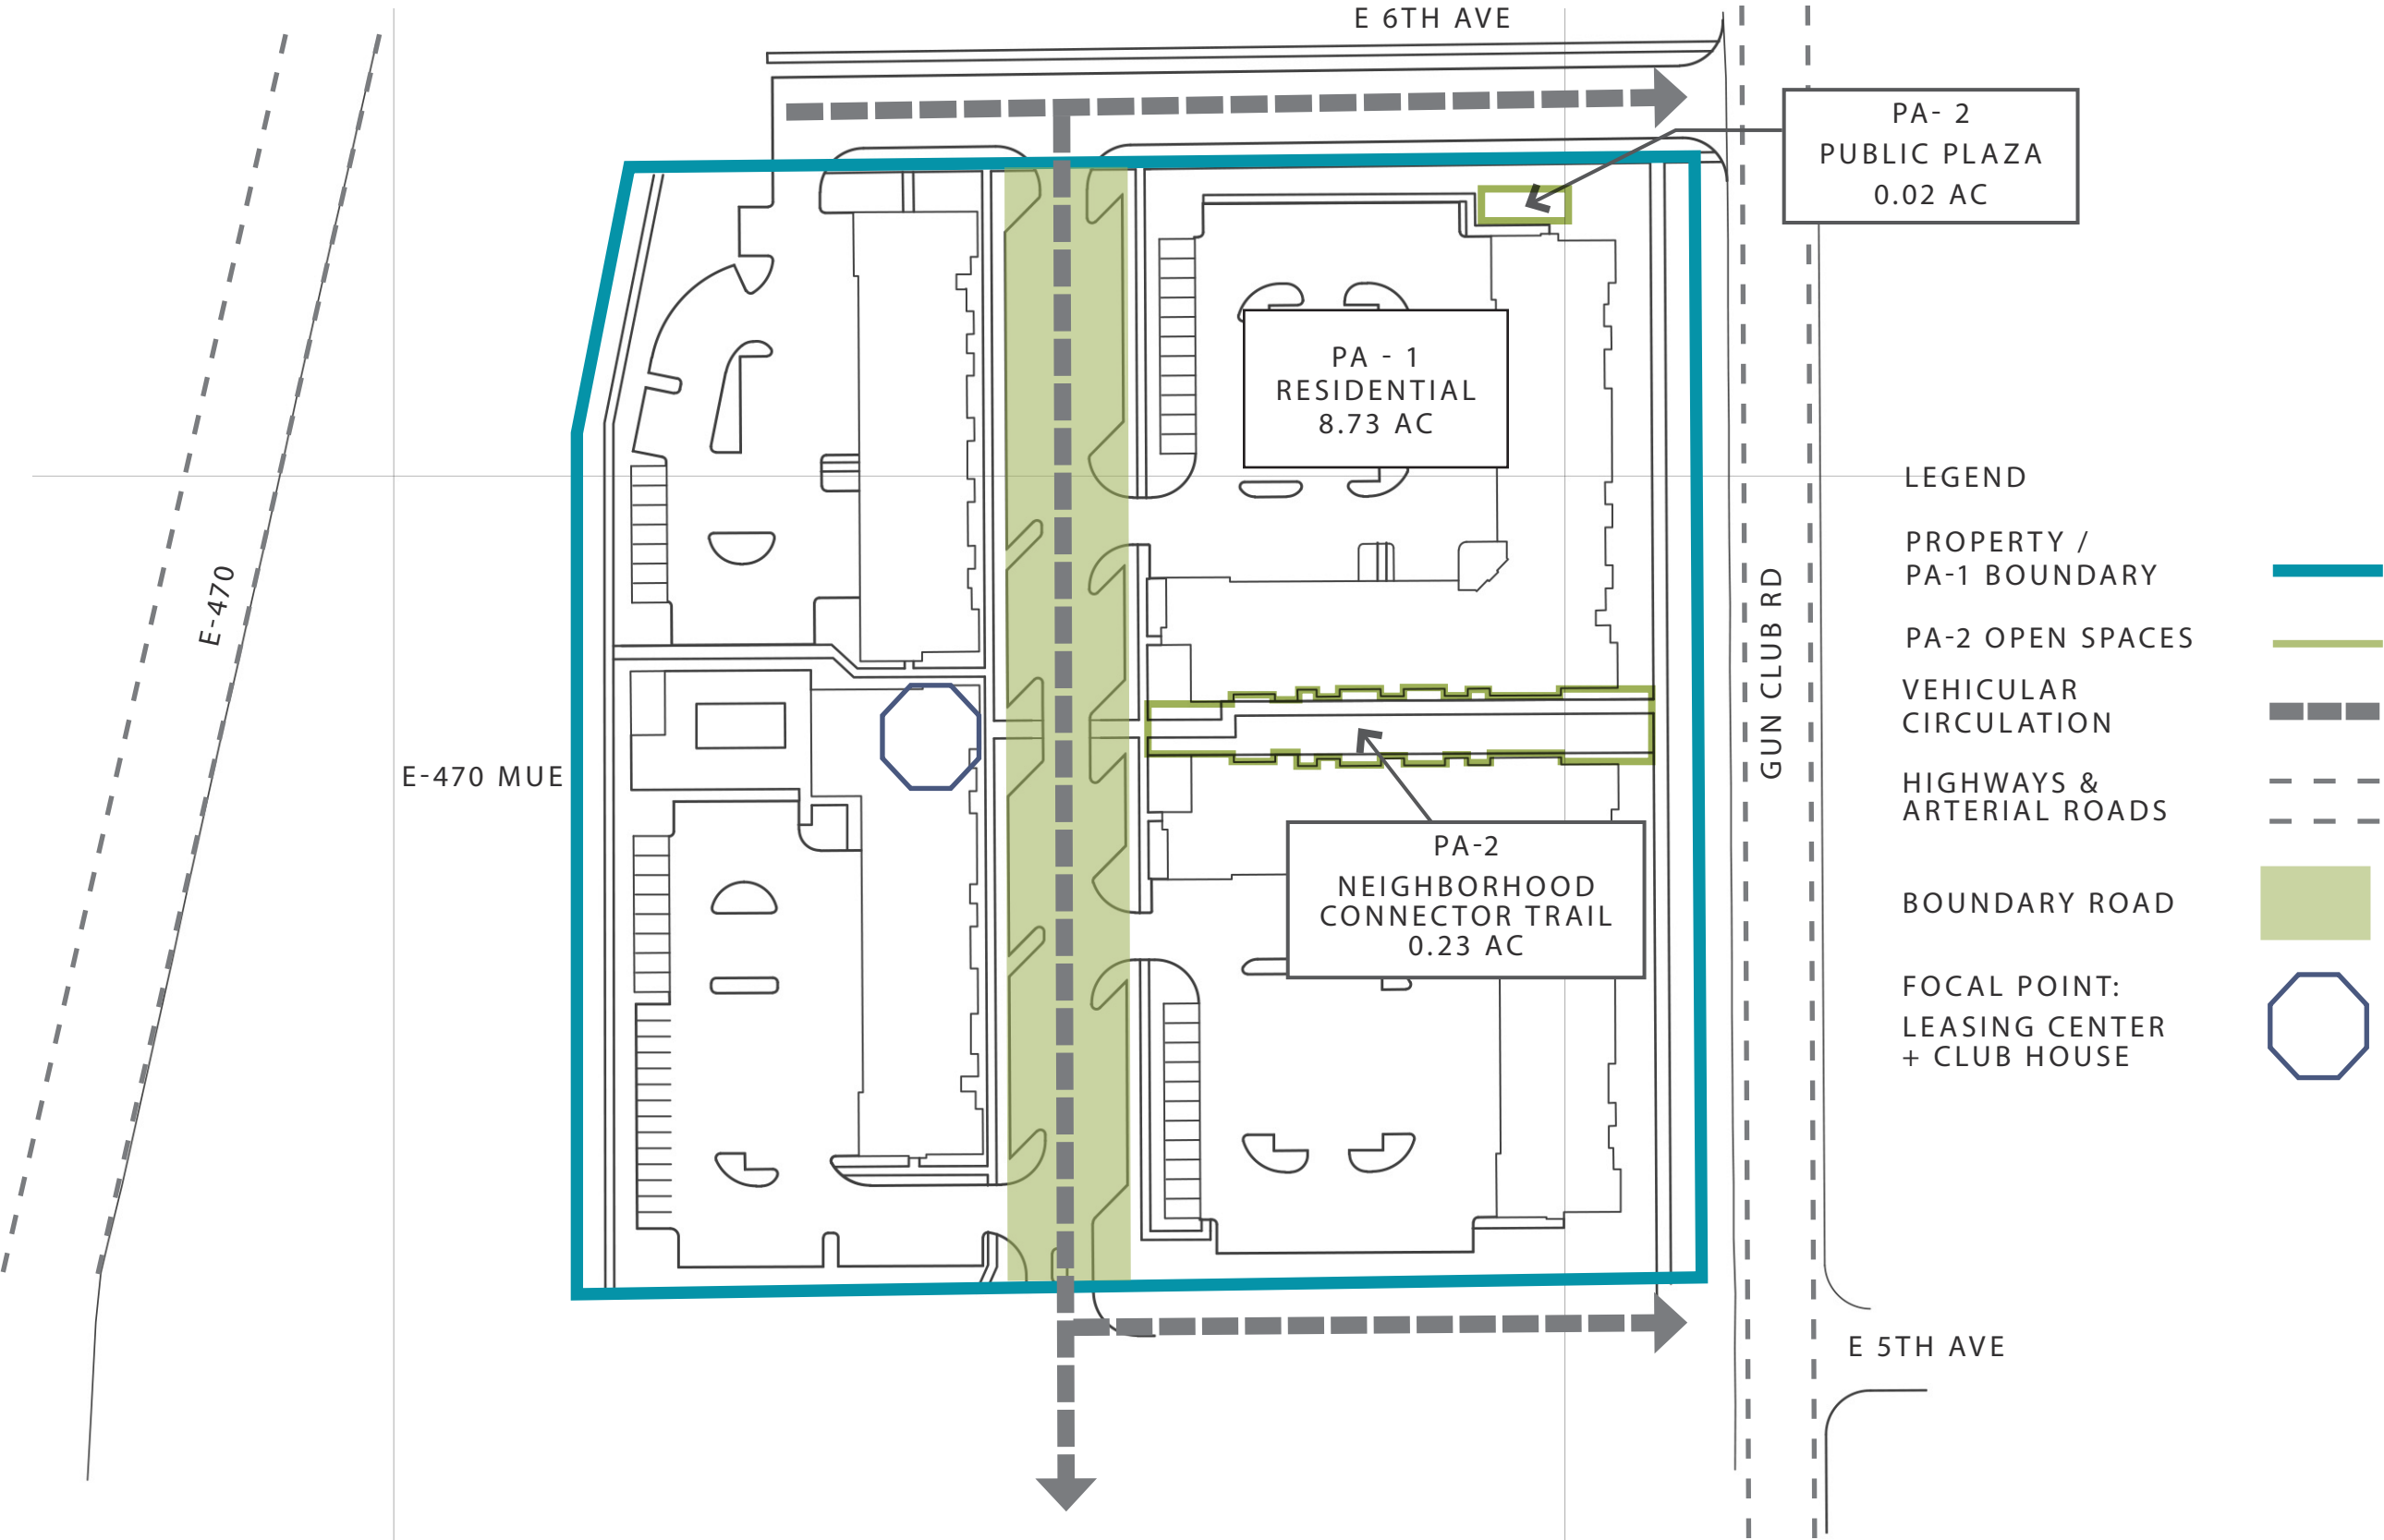 E 6TH AVE
PA- 2
PUBLIC PLAZA
0.02 AC
PA - 1
RESIDENTIAL
8.73 AC
E-470
E-470 MUE
GUN CLUB RD
PA-2
NEIGHBORHOOD
CONNECTOR TRAIL
0.23 AC
E 5TH AVE
LEGEND
PROPERTY /
PA-1 BOUNDARY
PA-2 OPEN SPACES
VEHICULAR
CIRCULATION
HIGHWAYS &
ARTERIAL ROADS
BOUNDARY ROAD
FOCAL POINT:
LEASING CENTER
+ CLUB HOUSE